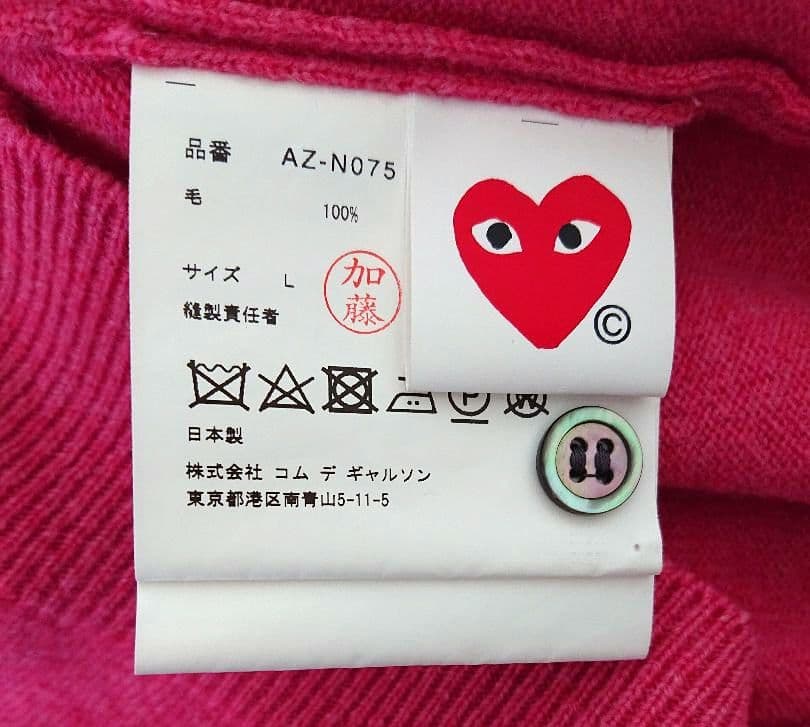 品番 AZ-N075
毛 100%
サイズ L
縫製責任者
加藤
日本製
株式会社 コム デ ギャルソン
東京都港区南青山5-11-5
©
P
W